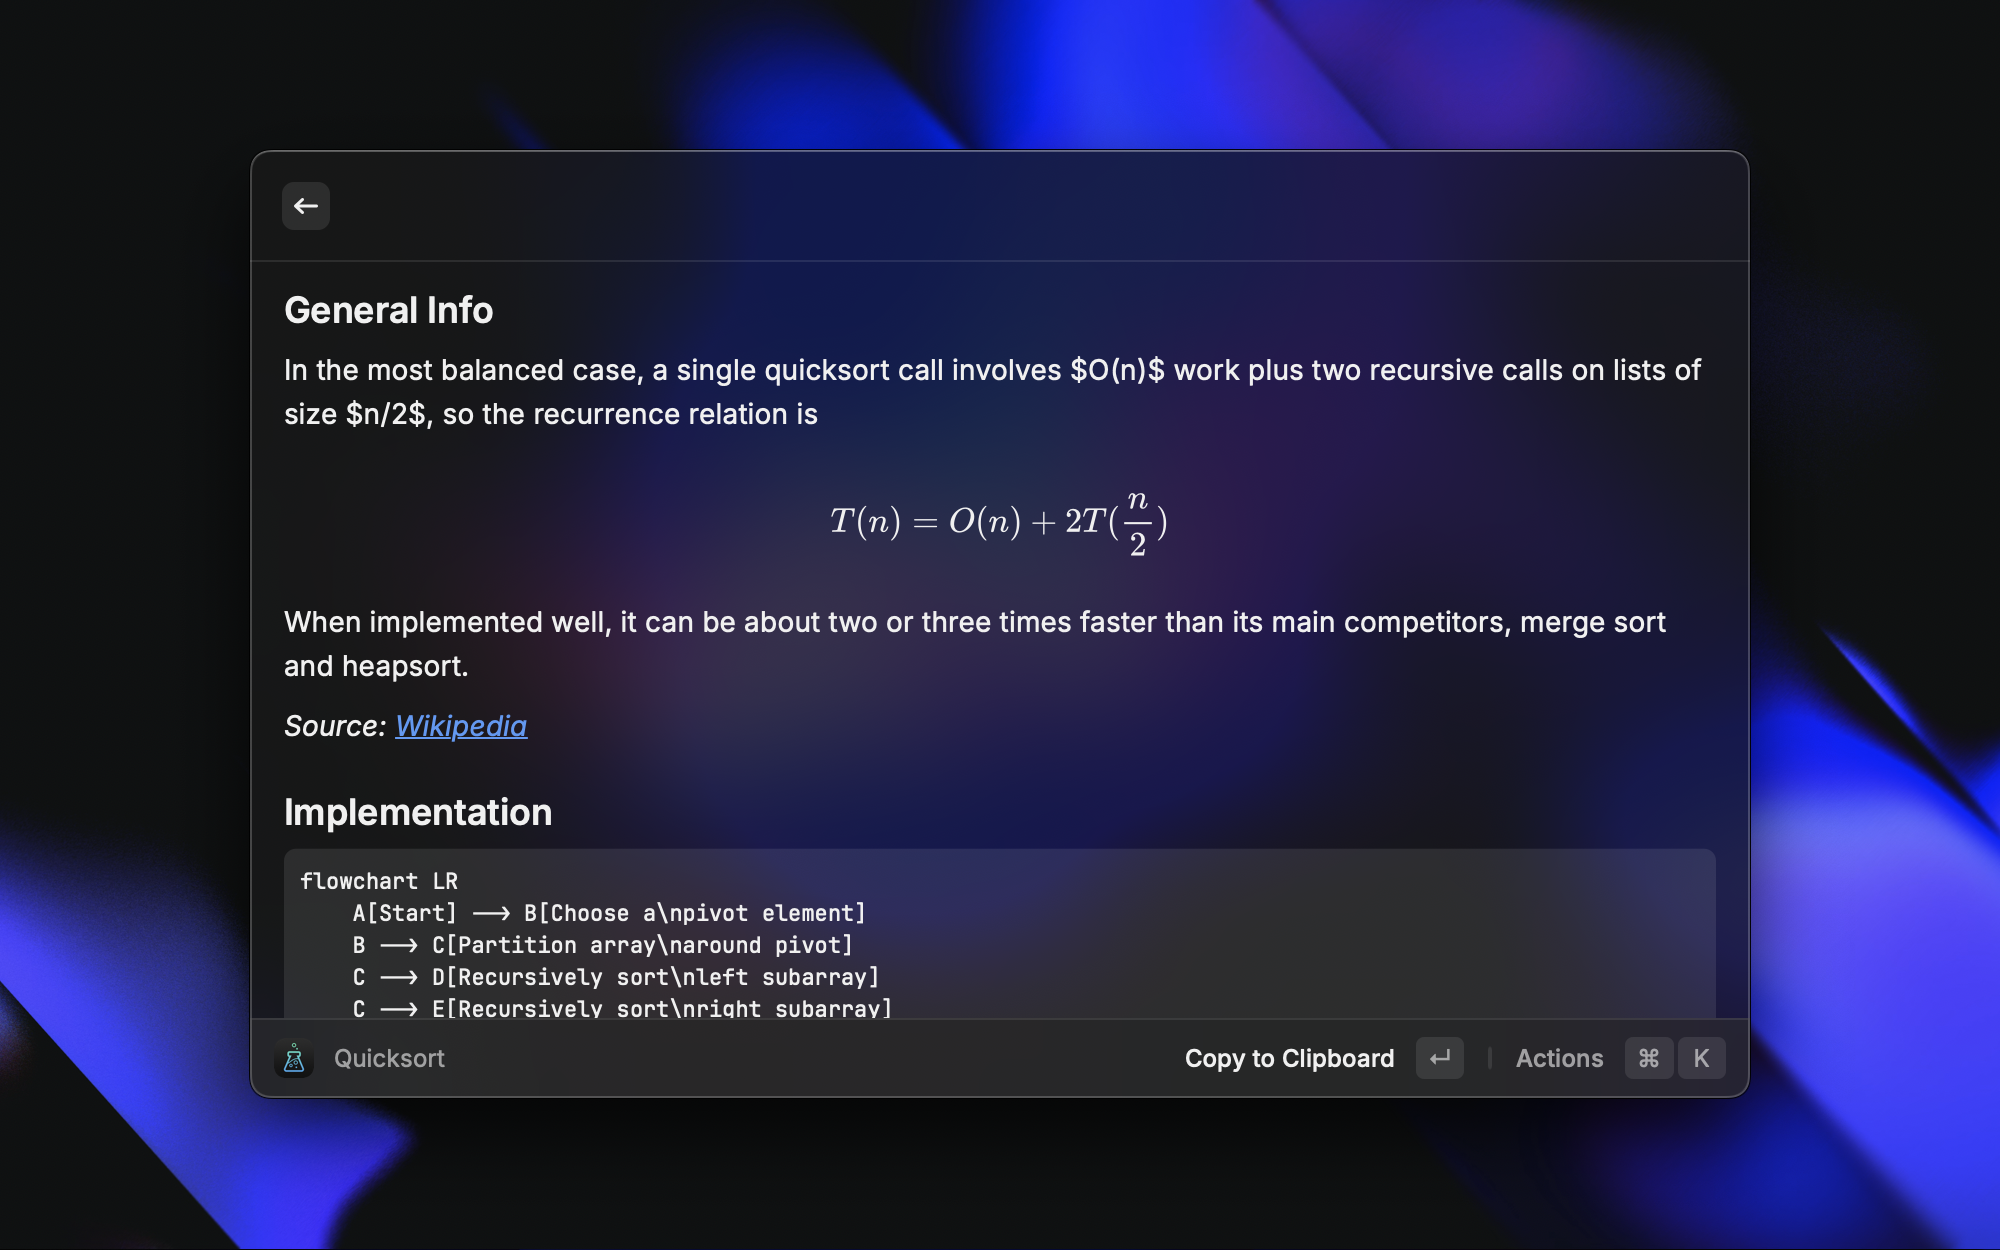 General Info
In the most balanced case, a single quicksort call involves $O(n)$ work plus two recursive calls on lists of
size $n/2$, so the recurrence relation is
T(n) = O(n) + 2T(n/2)
When implemented well, it can be about two or three times faster than its main competitors, merge sort
and heapsort.
Source: Wikipedia
Implementation
flowchart LR
    A[Start] --> B[Choose a\npivot element]
    B --> C[Partition array\naround pivot]
    C --> D[Recursively sort\nleft subarray]
    C --> E[Recursively sort\nright subarray]
Quicksort Copy to Clipboard ↵ | Actions ⌘ K